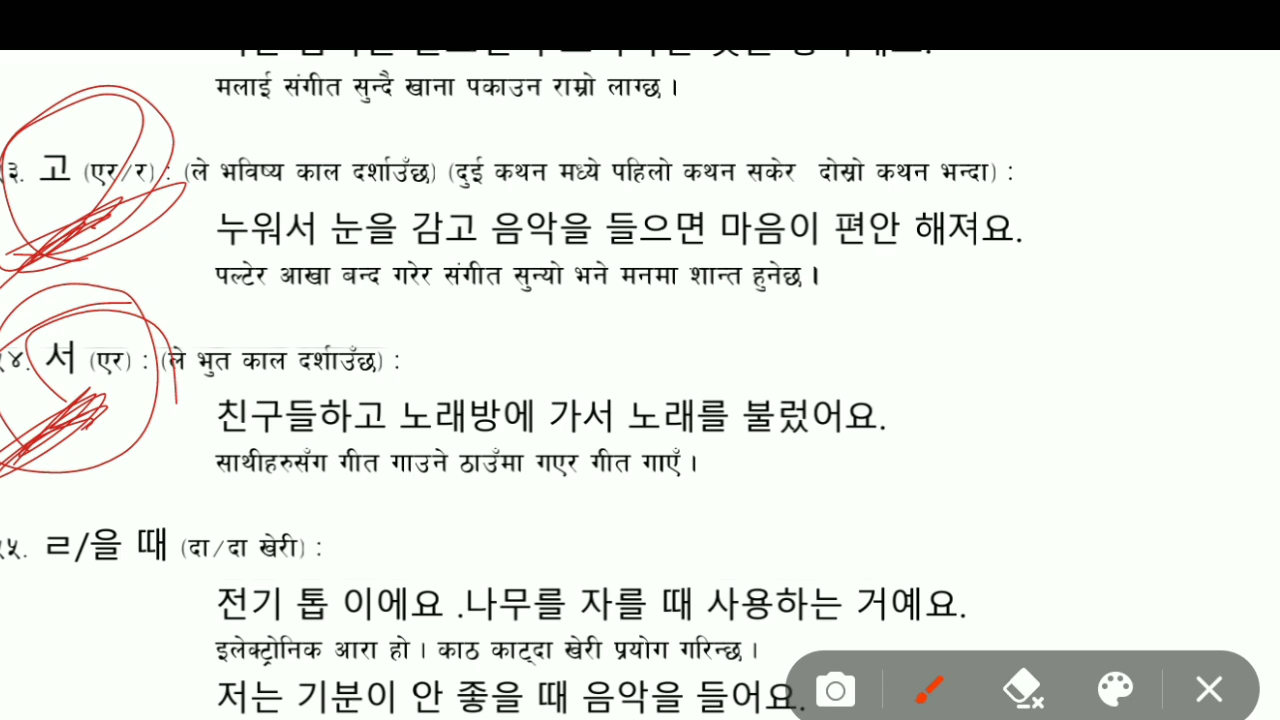 मलाई संगीत सुन्दै खाना पकाउन राम्रो लाग्छ ।
३. 고 (एर/र) : (ले भविष्य काल दर्शाउँछ) (दुई कथन मध्ये पहिलो कथन सकेर दोस्रो कथन भन्दा) :
누워서 눈을 감고 음악을 들으면 마음이 편안 해져요.
पल्टेर आखा बन्द गरेर संगीत सुन्यो भने मनमा शान्त हुनेछ ।
४. 서 (एर) : (ले भुत काल दर्शाउँछ) :
친구들하고 노래방에 가서 노래를 불렀어요.
साथीहरुसँग गीत गाउने ठाउँमा गएर गीत गाएँ ।
५. ㄹ/을 때 (दा/दा खेरी) :
전기 톱 이에요 .나무를 자를 때 사용하는 거예요.
इलेक्ट्रोनिक आरा हो । काठ काट्दा खेरी प्रयोग गरिन्छ ।
저는 기분이 안 좋을 때 음악을 들어요.